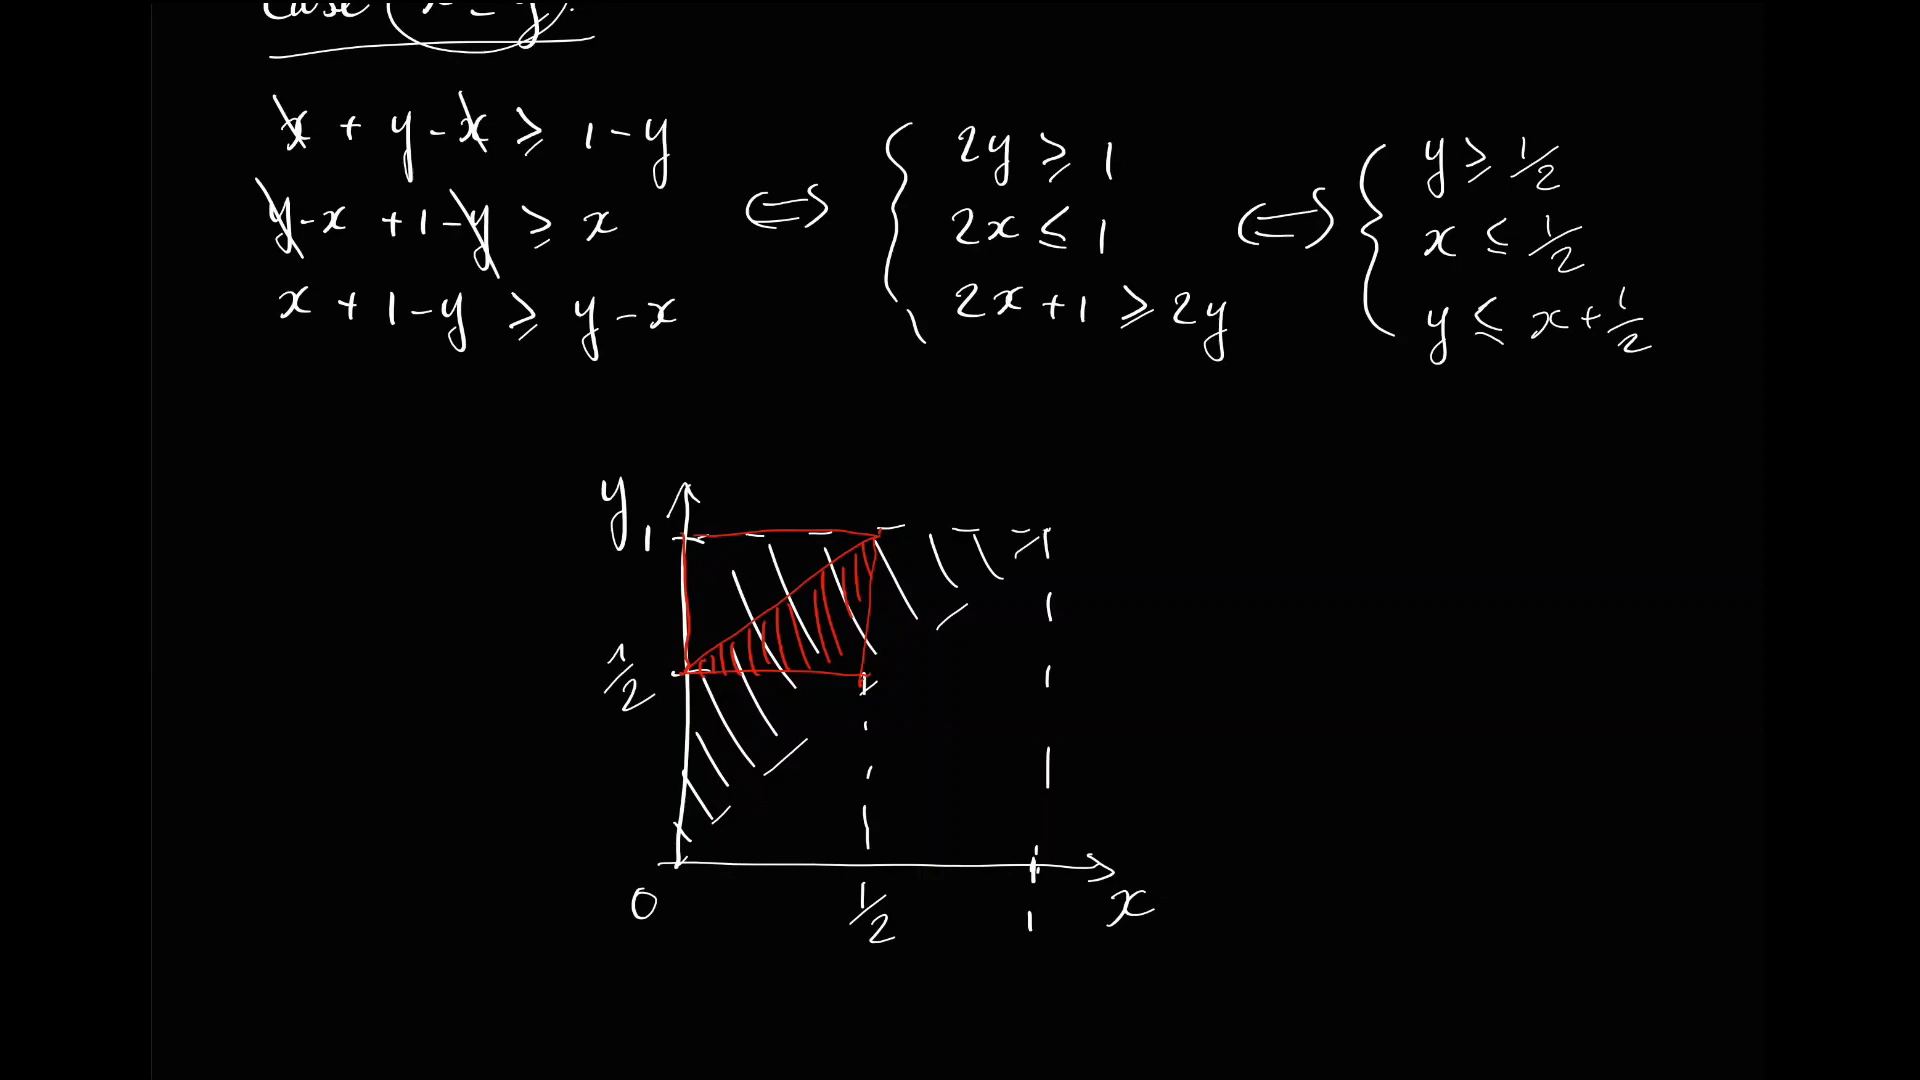 Case
x + y - x ⩾ 1 - y ⟺ { 2y ⩾ 1 ⟺ { y ⩾ 1/2
y - x + 1 - y ⩾ x 2x ≤ 1 x ≤ 1/2
x + 1 - y ⩾ y - x 2x + 1 ⩾ 2y y ≤ x + 1/2
y
1
1/2
0 1/2 1 x